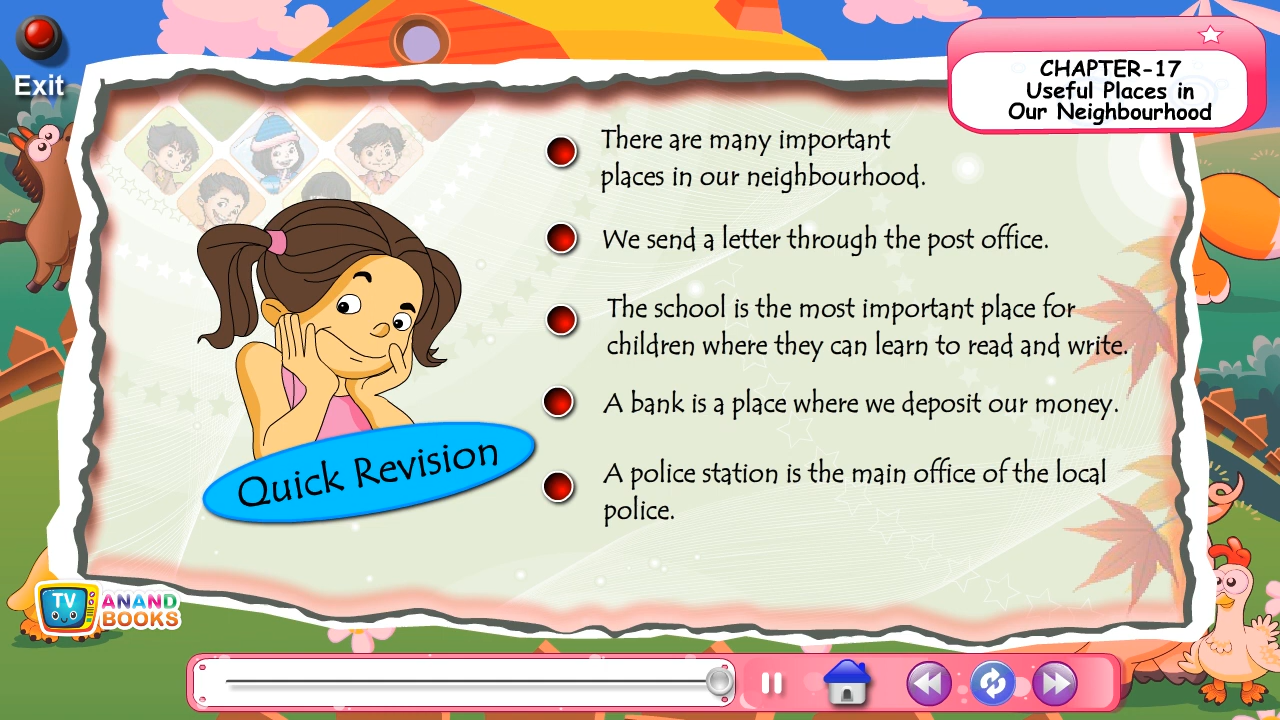 Exit
CHAPTER-17
Useful Places in
Our Neighbourhood
There are many important
places in our neighbourhood.
We send a letter through the post office.
The school is the most important place for
children where they can learn to read and write.
A bank is a place where we deposit our money.
A police station is the main office of the local
police.
Quick Revision
TV
ANAND
BOOKS